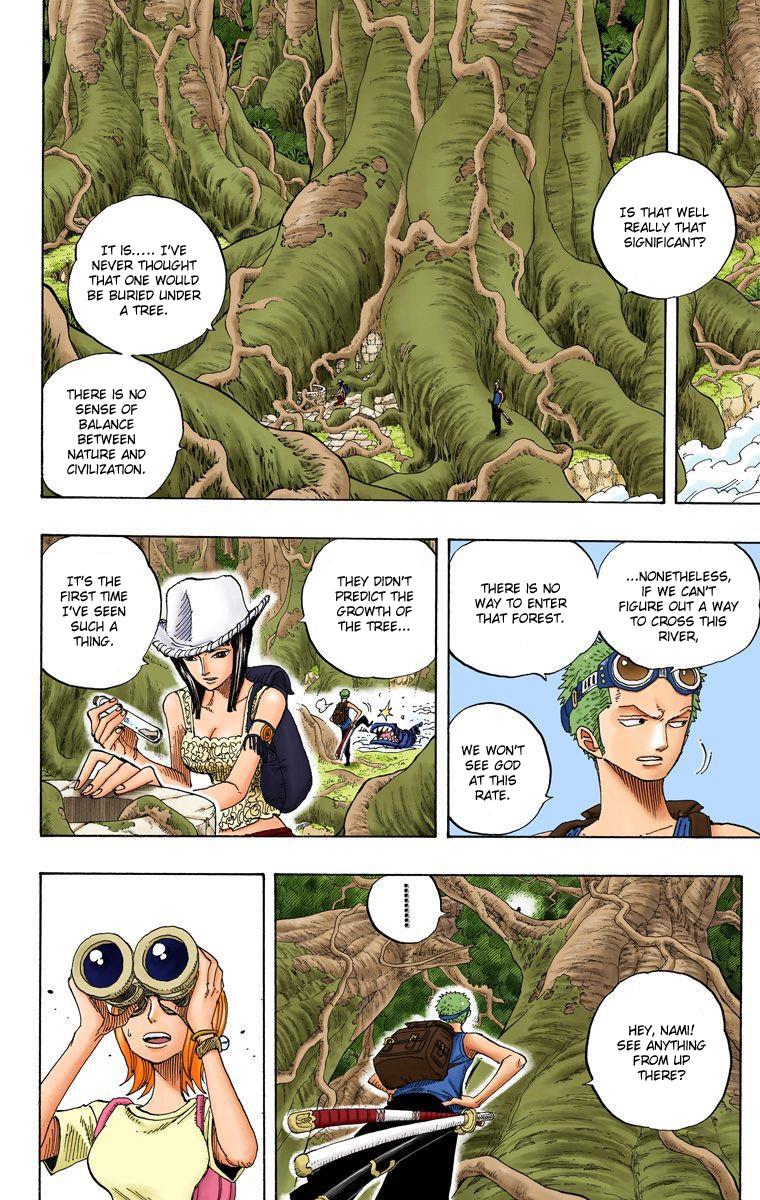 IS THAT WELL
REALLY THAT
SIGNIFICANT?
IT IS..... I'VE
NEVER THOUGHT
THAT ONE WOULD
BE BURIED UNDER
A TREE.
THERE IS NO
SENSE OF
BALANCE
BETWEEN
NATURE AND
CIVILIZATION.
...NONETHELESS,
IF WE CAN'T
FIGURE OUT A WAY
TO CROSS THIS
RIVER,
THERE IS NO
WAY TO ENTER
THAT FOREST.
WE WON'T
SEE GOD
AT THIS
RATE.
THEY DIDN'T
PREDICT THE
GROWTH OF
THE TREE...
IT'S THE
FIRST TIME
I'VE SEEN
SUCH A
THING.
HEY, NAMI!
SEE ANYTHING
FROM UP
THERE?
.........